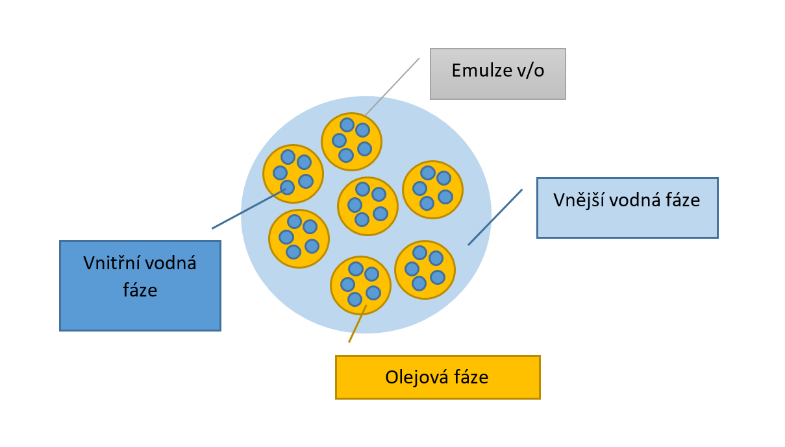 Emulze v/o
Vnější vodná fáze
Vnitřní vodná
fáze
Olejová fáze